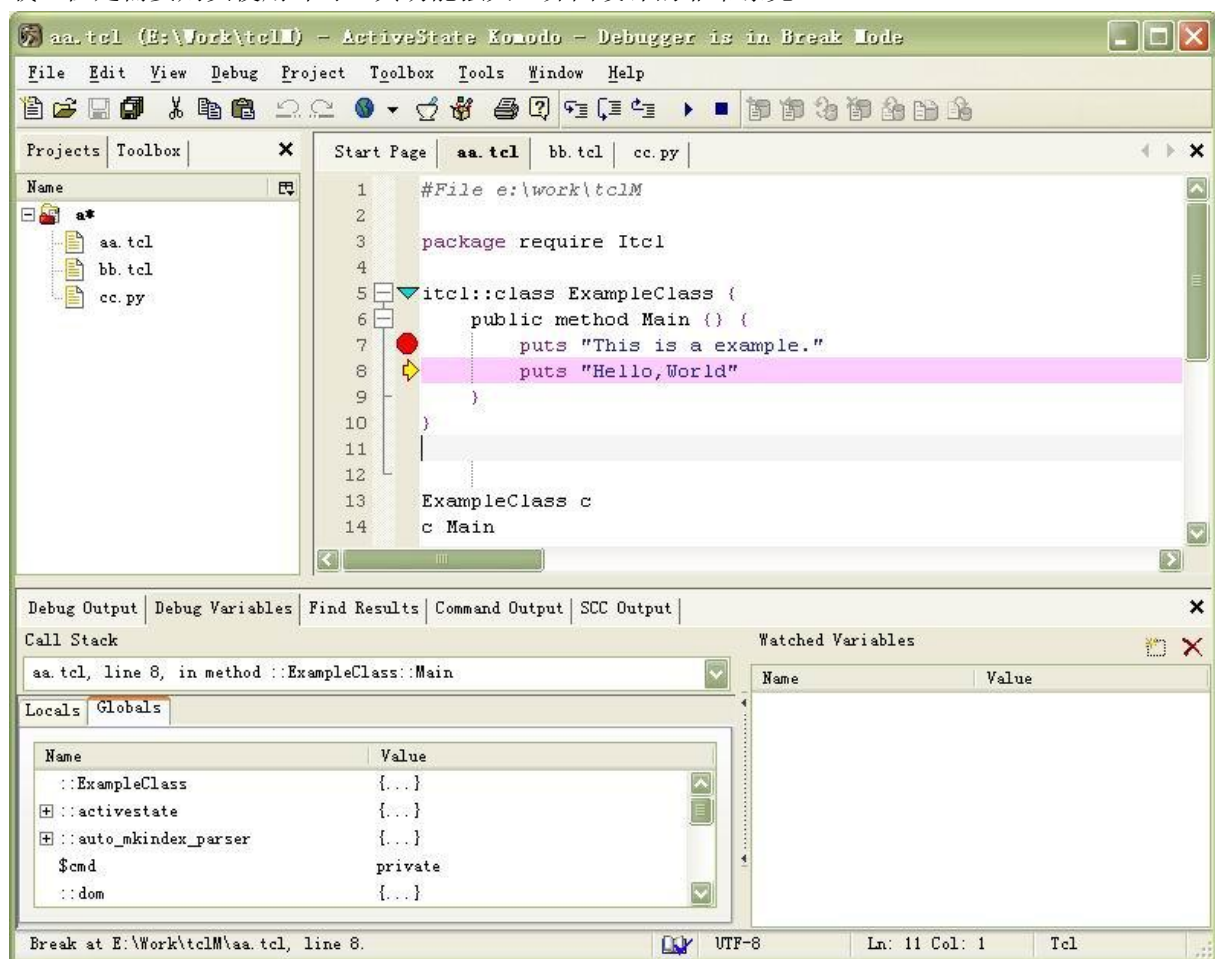 aa.tcl (E:\Work\tclM) - ActiveState Komodo - Debugger is in Break Mode
File Edit View Debug Project Toolbox Tools Window Help
Projects Toolbox
Start Page aa.tcl bb.tcl cc.py
Name
a*
aa.tcl
bb.tcl
cc.py
1 #File e:\work\tclM
2
3 package require Itcl
4
5 itcl::class ExampleClass {
6 public method Main () {
7 puts "This is a example."
8 puts "Hello,World"
9 }
10 }
11
12
13 ExampleClass c
14 c Main
Debug Output Debug Variables Find Results Command Output SCC Output
Call Stack
aa.tcl, line 8, in method ::ExampleClass::Main
Locals Globals
Name Value
::ExampleClass {...}
::activestate {...}
::auto_mkindex_parser {...}
$cmd private
::dom {...}
Watched Variables
Name Value
Break at E:\Work\tclM\aa.tcl, line 8. UTF-8 Ln: 11 Col: 1 Tcl